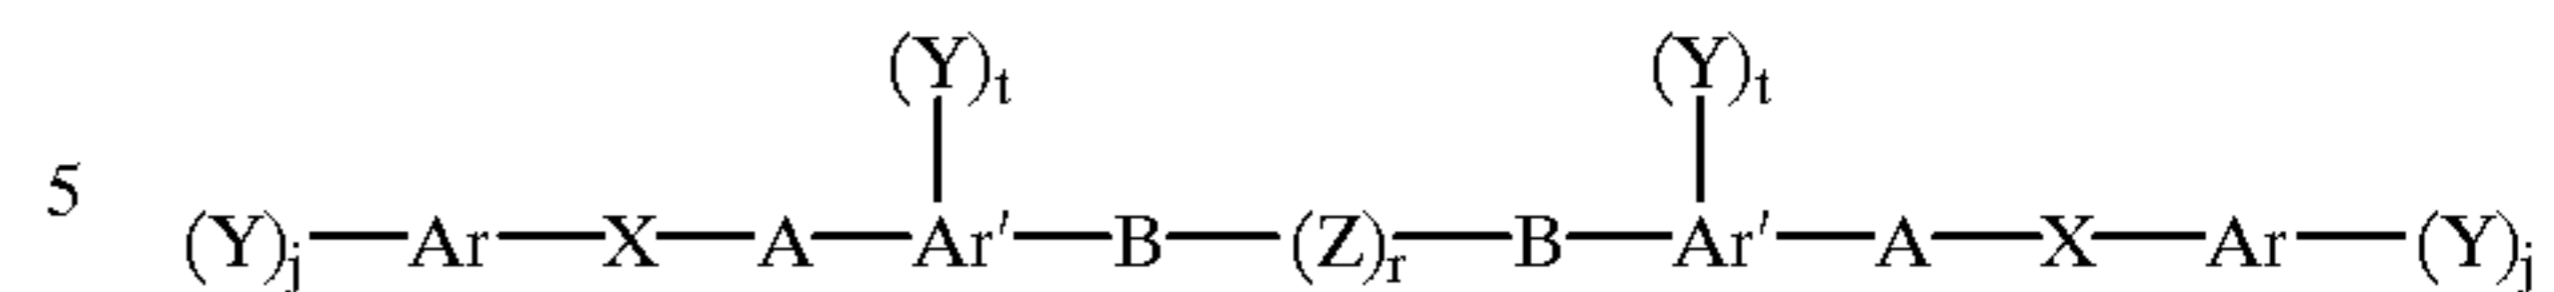 (Y)t (Y)t
5 (Y)j—Ar—X—A—Ar′—B—(Z)r—B—Ar′—A—X—Ar—(Y)j